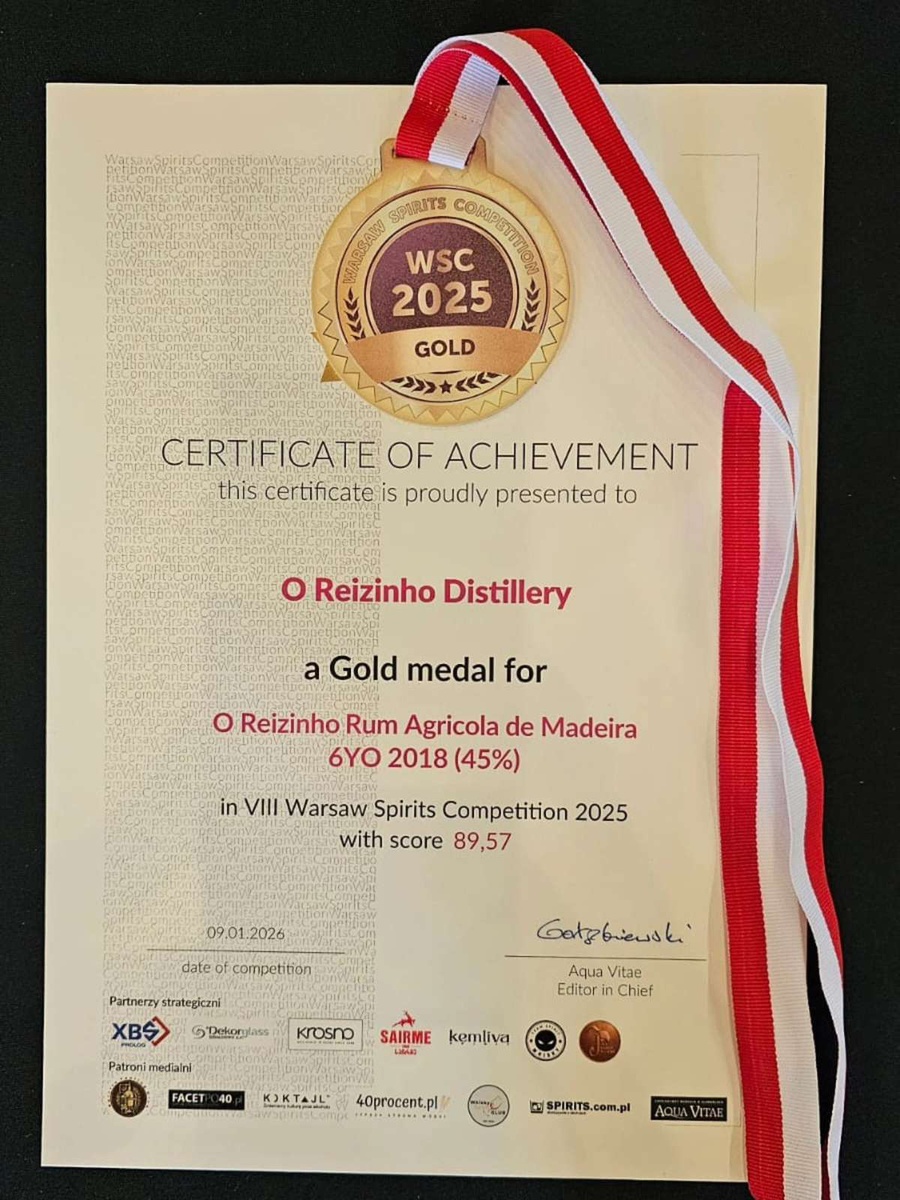 WARSAW SPIRITS COMPETITION
WSC
2025
GOLD
CERTIFICATE OF ACHIEVEMENT
this certificate is proudly presented to
O Reizinho Distillery
a Gold medal for
O Reizinho Rum Agricola de Madeira
6YO 2018 (45%)
in VIII Warsaw Spirits Competition 2025
with score 89,57
09.01.2026
date of competition
Aqua Vitae
Editor in Chief
Partnerzy strategiczni
XBS
PROLOG
Dekorglass
KROSNO
SAIRME
kemliva
Patroni medialni
FACETPO40.pl
KOKTAJL
40procent.pl
SPIRITS.com.pl
AQUA VITAE